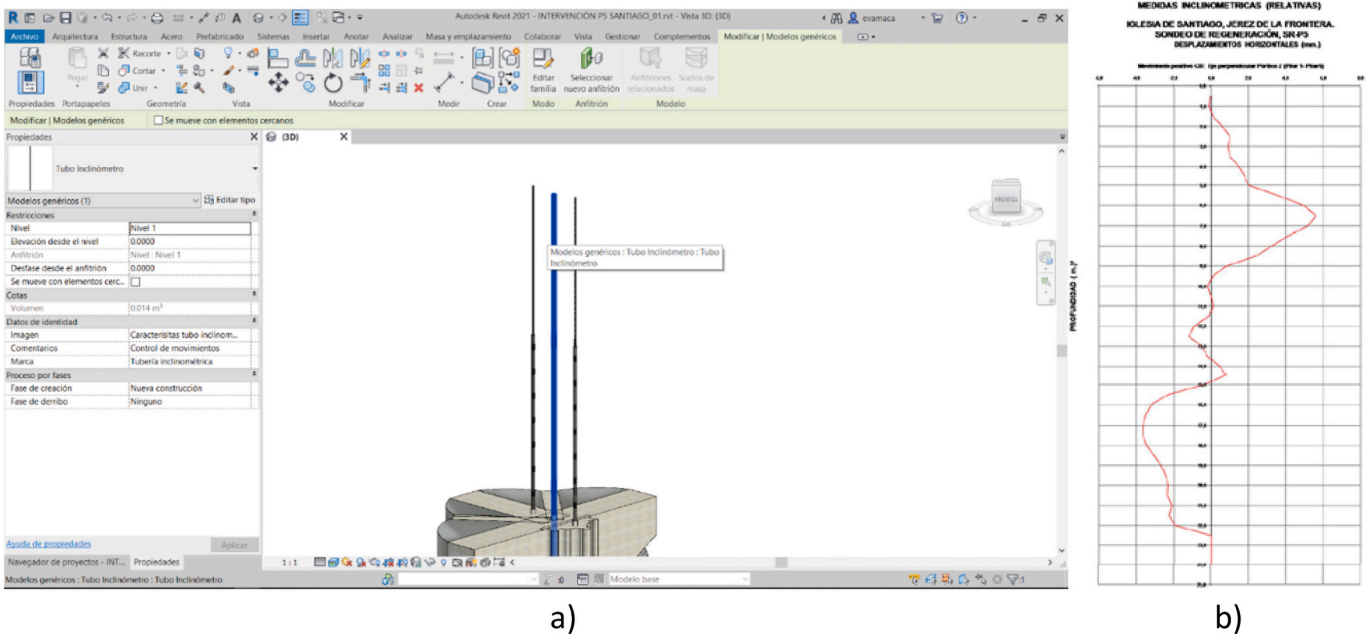 Autodesk Revit 2021 - INTERVENCIÓN P5 SANTIAGO_01.rvt - Vista 3D: {3D}
evamaca
Archivo Arquitectura Estructura Acero Prefabricado Sistemas Insertar Anotar Analizar Masa y emplazamiento Colaborar Vista Gestionar Complementos Modificar | Modelos genéricos
Pegar
Recorte
Cortar
Unir
Editar familia
Seleccionar nuevo anfitrión
Anfitriones relacionados
Suelos de masa
Propiedades Portapapeles Geometría Vista Modificar Medir Crear Modo Anfitrión Modelo
Modificar | Modelos genéricos Se mueve con elementos cercanos
Propiedades X {3D} X
Tubo Inclinómetro
Modelos genéricos (1) Editar tipo
Restricciones
Nivel Nivel 1
Elevación desde el nivel 0.0000
Anfitrión Nivel : Nivel 1
Desfase desde el anfitrión 0.0000
Se mueve con elementos cerc...
Cotas
Volumen 0.014 m³
Datos de identidad
Imagen Caracterísitas tubo inclinom...
Comentarios Control de movimientos
Marca Tubería inclinométrica
Proceso por fases
Fase de creación Nueva construcción
Fase de derribo Ninguno
Modelos genéricos : Tubo Inclinómetro : Tubo
Inclinómetro
FRONTAL
Ayuda de propiedades Aplicar
Navegador de proyectos - INT... Propiedades
1:1
Modelos genéricos : Tubo Inclinómetro : Tubo Inclinómetro
:0 Modelo base :1
a)
MEDIDAS INCLINOMETRICAS (RELATIVAS)
IGLESIA DE SANTIAGO, JEREZ DE LA FRONTERA.
SONDEO DE REGENERACIÓN, SR-P5
DESPLAZAMIENTOS HORIZONTALES (mm.)
PROFUNDIDAD ( m.)
b)